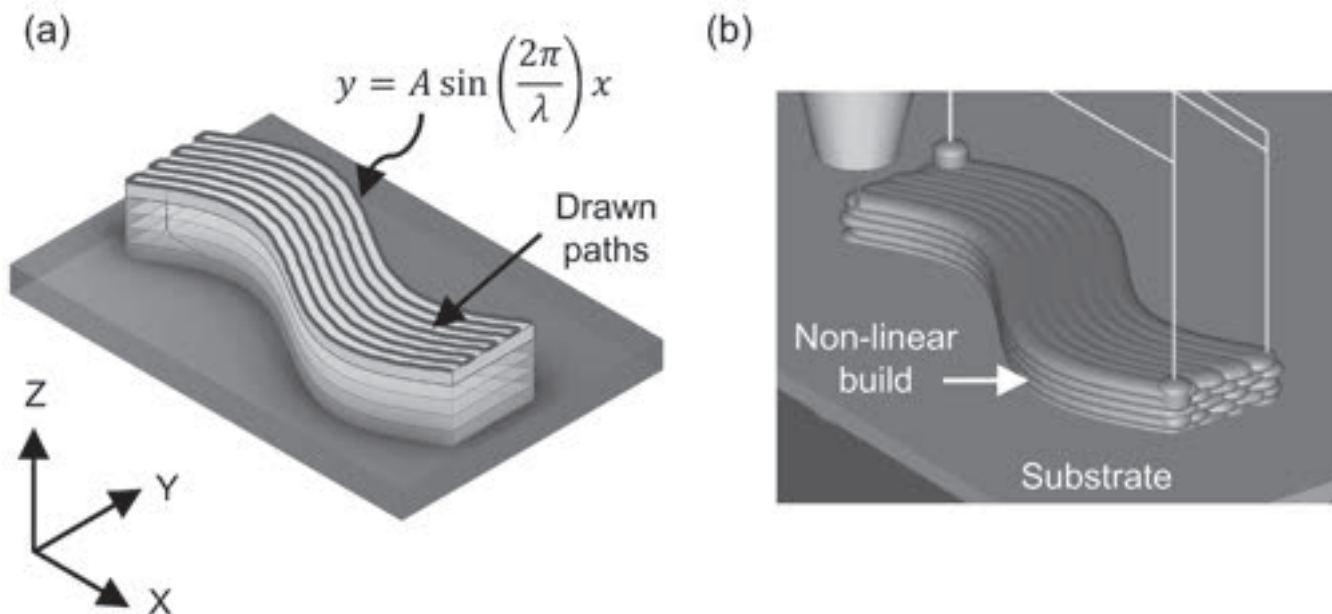 (a)
y = A sin (2π/λ) x
Drawn
paths
Z
Y
X
(b)
Non-linear
build
Substrate